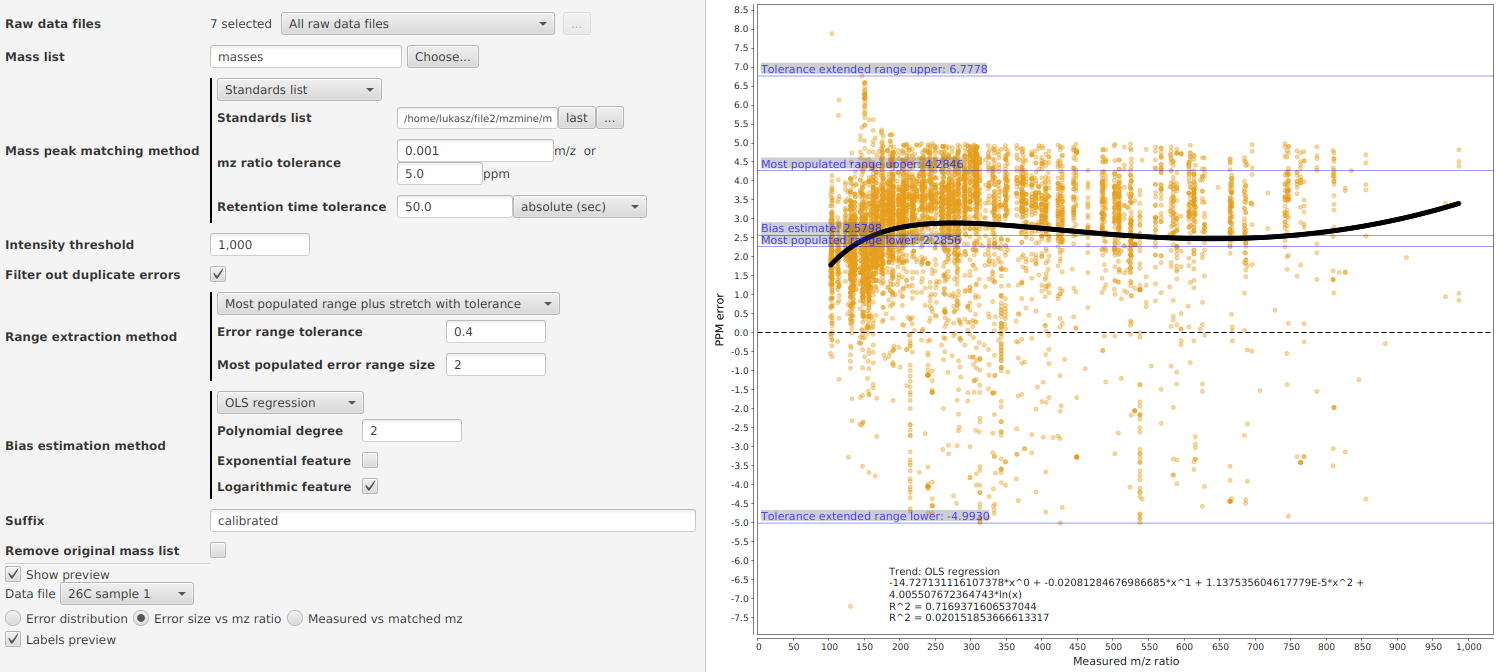 Raw data files 7 selected All raw data files ...
Mass list masses Choose...
Standards list
Standards list /home/lukasz/file2/mzmine/m last ...
Mass peak matching method
mz ratio tolerance 0.001 m/z or
5.0 ppm
Retention time tolerance 50.0 absolute (sec)
Intensity threshold 1,000
Filter out duplicate errors
Most populated range plus stretch with tolerance
Error range tolerance 0.4
Range extraction method
Most populated error range size 2
OLS regression
Polynomial degree 2
Bias estimation method
Exponential feature
Logarithmic feature
Suffix calibrated
Remove original mass list
Show preview
Data file 26C sample 1
Error distribution Error size vs mz ratio Measured vs matched mz
Labels preview
8.5
8.0
7.5
7.0
6.5
6.0
5.5
5.0
4.5
4.0
3.5
3.0
2.5
2.0
1.5
1.0
0.5
0.0
-0.5
-1.0
-1.5
-2.0
-2.5
-3.0
-3.5
-4.0
-4.5
-5.0
-5.5
-6.0
-6.5
-7.0
-7.5
PPM error
Tolerance extended range upper: 6.7778
Most populated range upper: 4.2846
Bias estimate: 2.5798
Most populated range lower: 2.2856
Tolerance extended range lower: -4.9930
Trend: OLS regression
-14.727131116107378*x^0 + -0.02081284676986685*x^1 + 1.137535604617779E-5*x^2 +
4.005507672364743*ln(x)
R^2 = 0.7169371606537044
R^2 = 0.020151853666613317
0 50 100 150 200 250 300 350 400 450 500 550 600 650 700 750 800 850 900 950 1,000
Measured m/z ratio